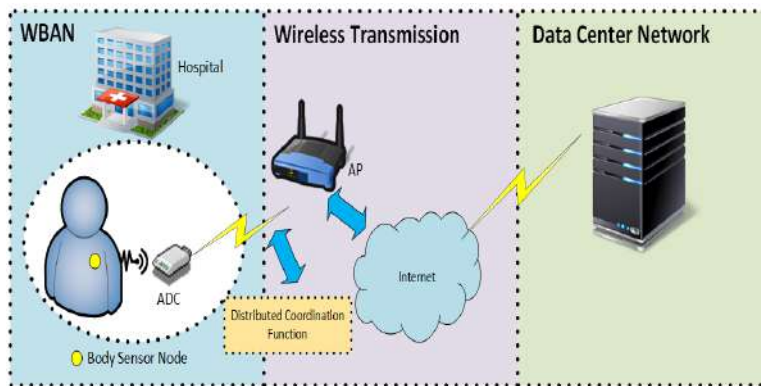 WBAN
Wireless Transmission
Data Center Network
Hospital
AP
ADC
Internet
Distributed Coordination
Function
Body Sensor Node